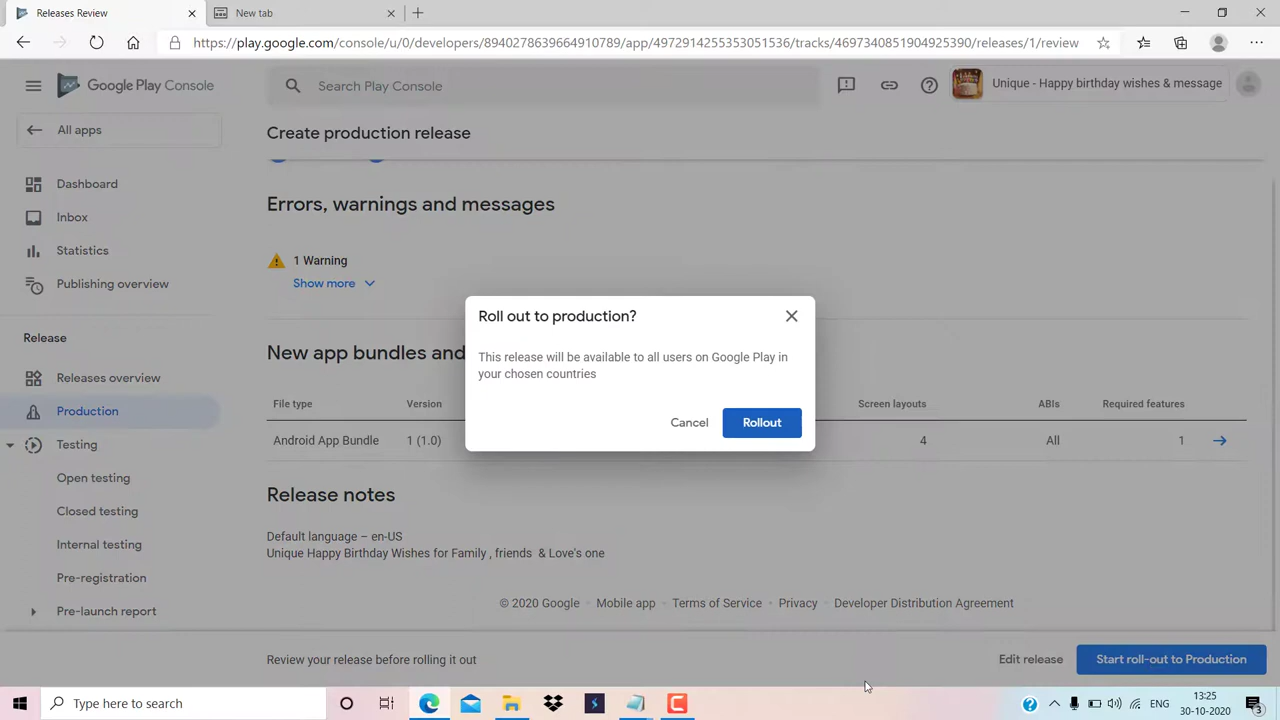 Releases Review
New tab
https://play.google.com/console/u/0/developers/8940278639664910789/app/4972914255353051536/tracks/4697340851904925390/releases/1/review
Google Play Console
Search Play Console
Unique - Happy birthday wishes & message
All apps
Create production release
Dashboard
Inbox
Statistics
Publishing overview
Release
Releases overview
Production
Testing
Open testing
Closed testing
Internal testing
Pre-registration
Pre-launch report
Errors, warnings and messages
1 Warning
Show more
Roll out to production?
This release will be available to all users on Google Play in
your chosen countries
Cancel
Rollout
New app bundles and
File type
Version
Screen layouts
ABIs
Required features
Android App Bundle
1 (1.0)
4
All
1
Release notes
Default language – en-US
Unique Happy Birthday Wishes for Family , friends & Love's one
© 2020 Google · Mobile app · Terms of Service · Privacy · Developer Distribution Agreement
Review your release before rolling it out
Edit release
Start roll-out to Production
Type here to search
ENG
13:25
30-10-2020
3